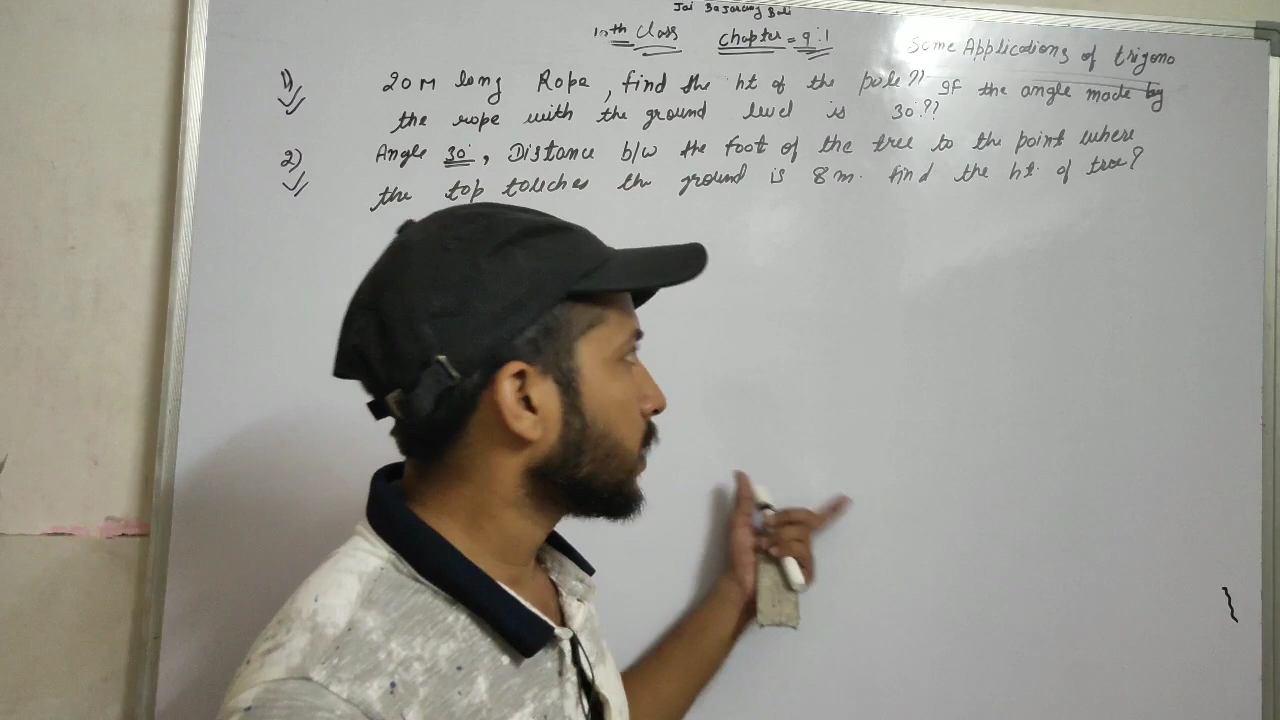 Jai Bajarang Bali
10th Class chapter = 9.1 Some Applications of trigono
1) 20M long Rope, find the ht of the pole?? If the angle made by
the rope with the ground level is 30°??
2) Angle 30°, Distance b/w the foot of the tree to the point where
the top touches the ground is 8m. find the ht. of tree?